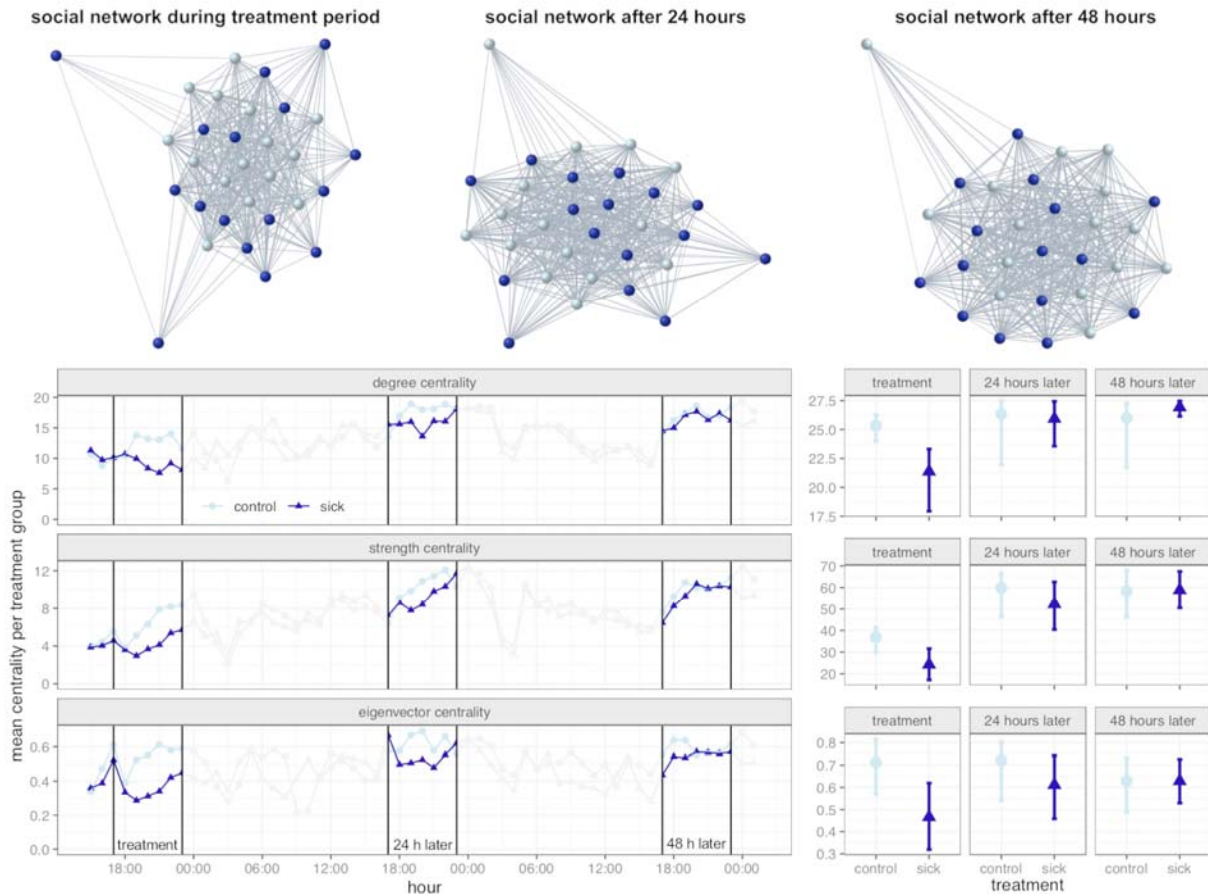 social network during treatment period
social network after 24 hours
social network after 48 hours
degree centrality
20
15
10
5
0
control
sick
strength centrality
12
8
4
0
eigenvector centrality
0.6
0.4
0.2
0.0
treatment
24 h later
48 h later
18:00
00:00
06:00
12:00
18:00
00:00
06:00
12:00
18:00
00:00
hour
mean centrality per treatment group
treatment
24 hours later
48 hours later
27.5
25.0
22.5
20.0
17.5
treatment
24 hours later
48 hours later
70
60
50
40
30
20
treatment
24 hours later
48 hours later
0.8
0.7
0.6
0.5
0.4
0.3
control
sick
control
sick
control
sick
treatment